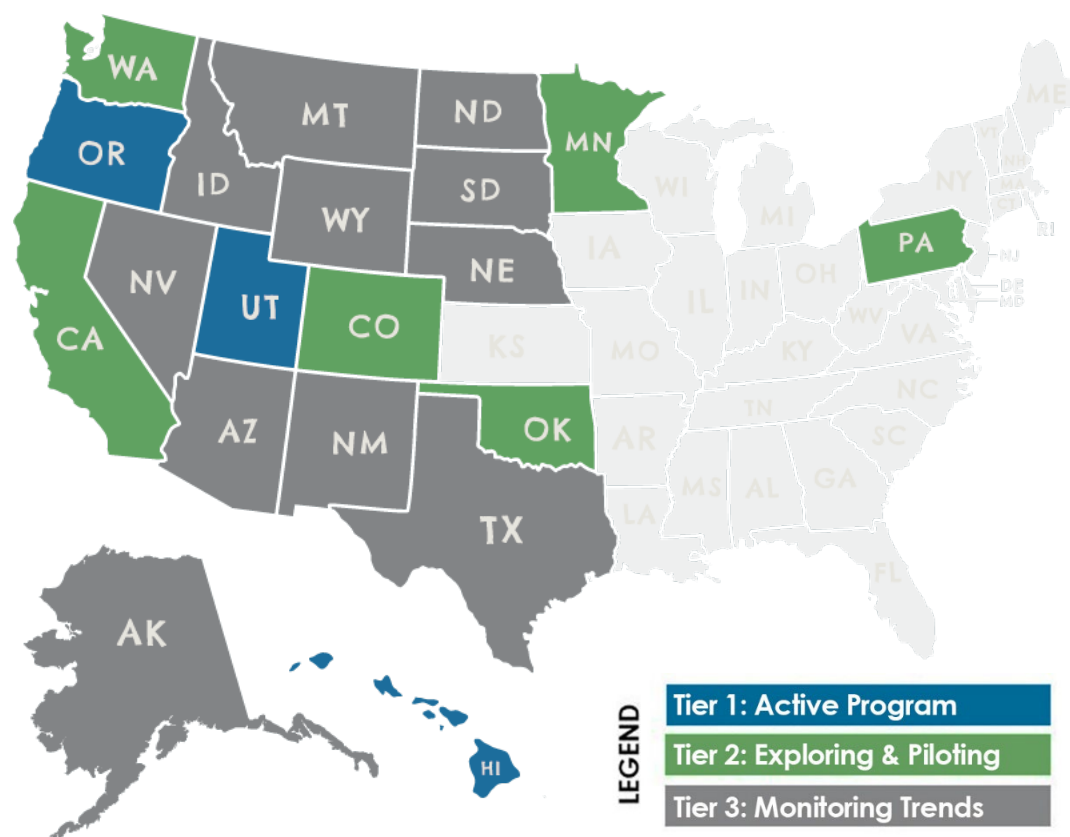 WA
OR
CA
ID
NV
MT
WY
UT
CO
AZ
NM
ND
SD
NE
KS
OK
TX
MN
IA
MO
AR
LA
WI
IL
MI
IN
OH
KY
TN
MS
AL
GA
FL
SC
NC
VA
WV
PA
NY
VT
NH
ME
MA
CT
RI
NJ
DE
MD
AK
HI
LEGEND
Tier 1: Active Program
Tier 2: Exploring & Piloting
Tier 3: Monitoring Trends